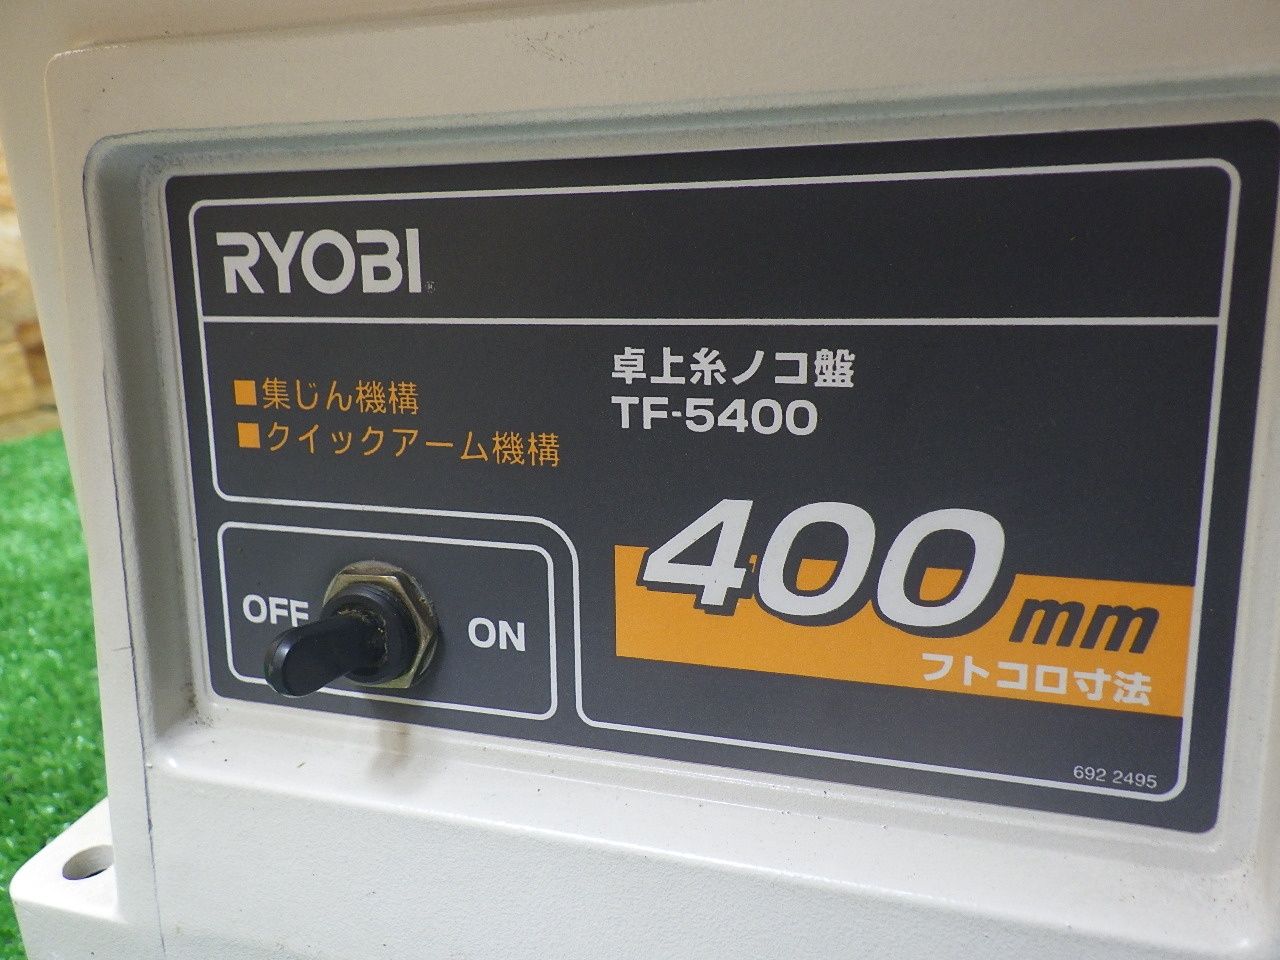 RYOBI®
卓上糸ノコ盤
TF-5400
■集じん機構
■クイックアーム機構
400mm
フトコロ寸法
OFF
ON
692 2495